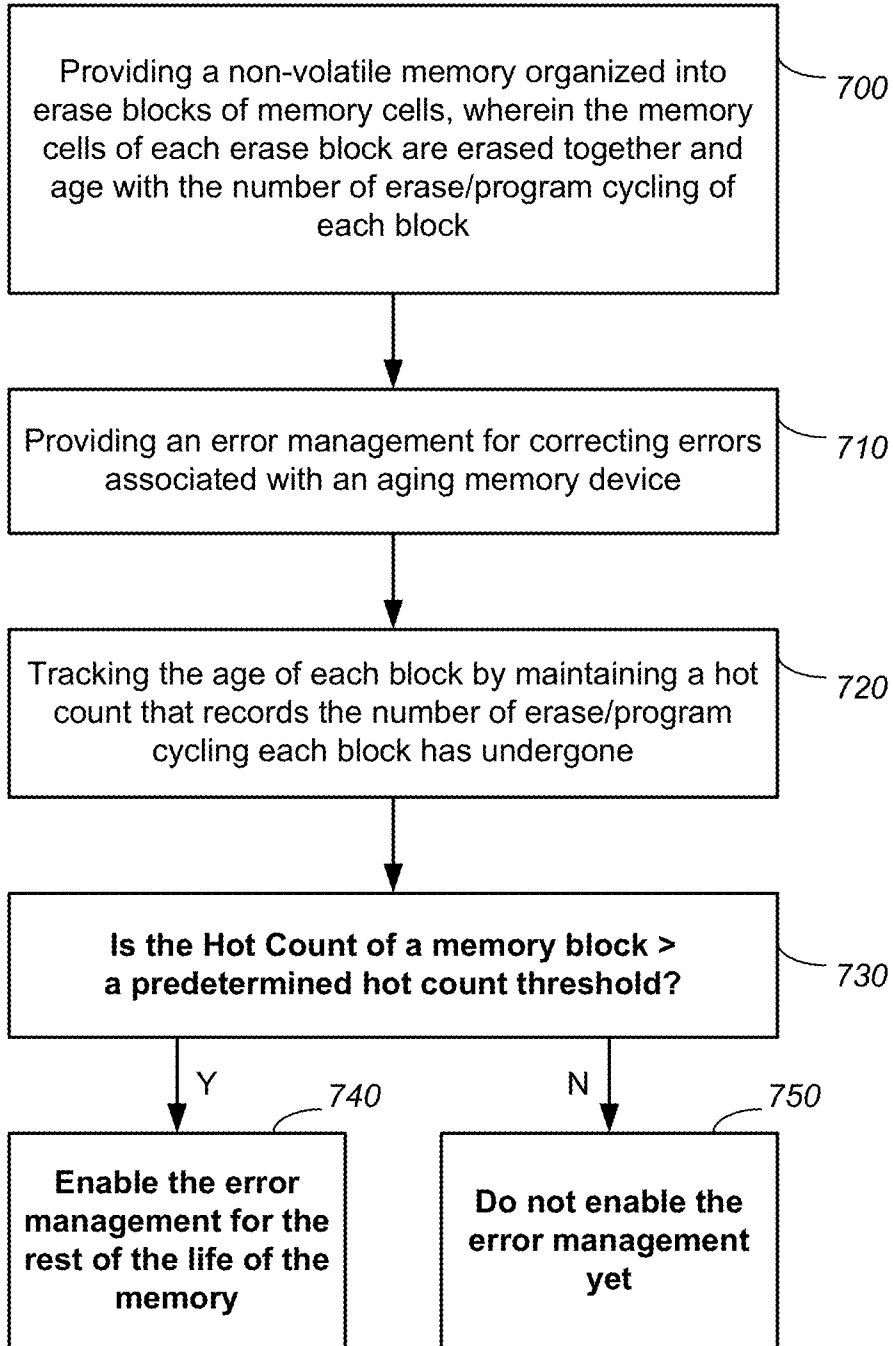 Providing a non-volatile memory organized into
erase blocks of memory cells, wherein the memory
cells of each erase block are erased together and
age with the number of erase/program cycling of
each block
700
Providing an error management for correcting errors
associated with an aging memory device
710
Tracking the age of each block by maintaining a hot
count that records the number of erase/program
cycling each block has undergone
720
Is the Hot Count of a memory block >
a predetermined hot count threshold?
730
Y
740
N
750
Enable the error
management for the
rest of the life of the
memory
Do not enable the
error management
yet